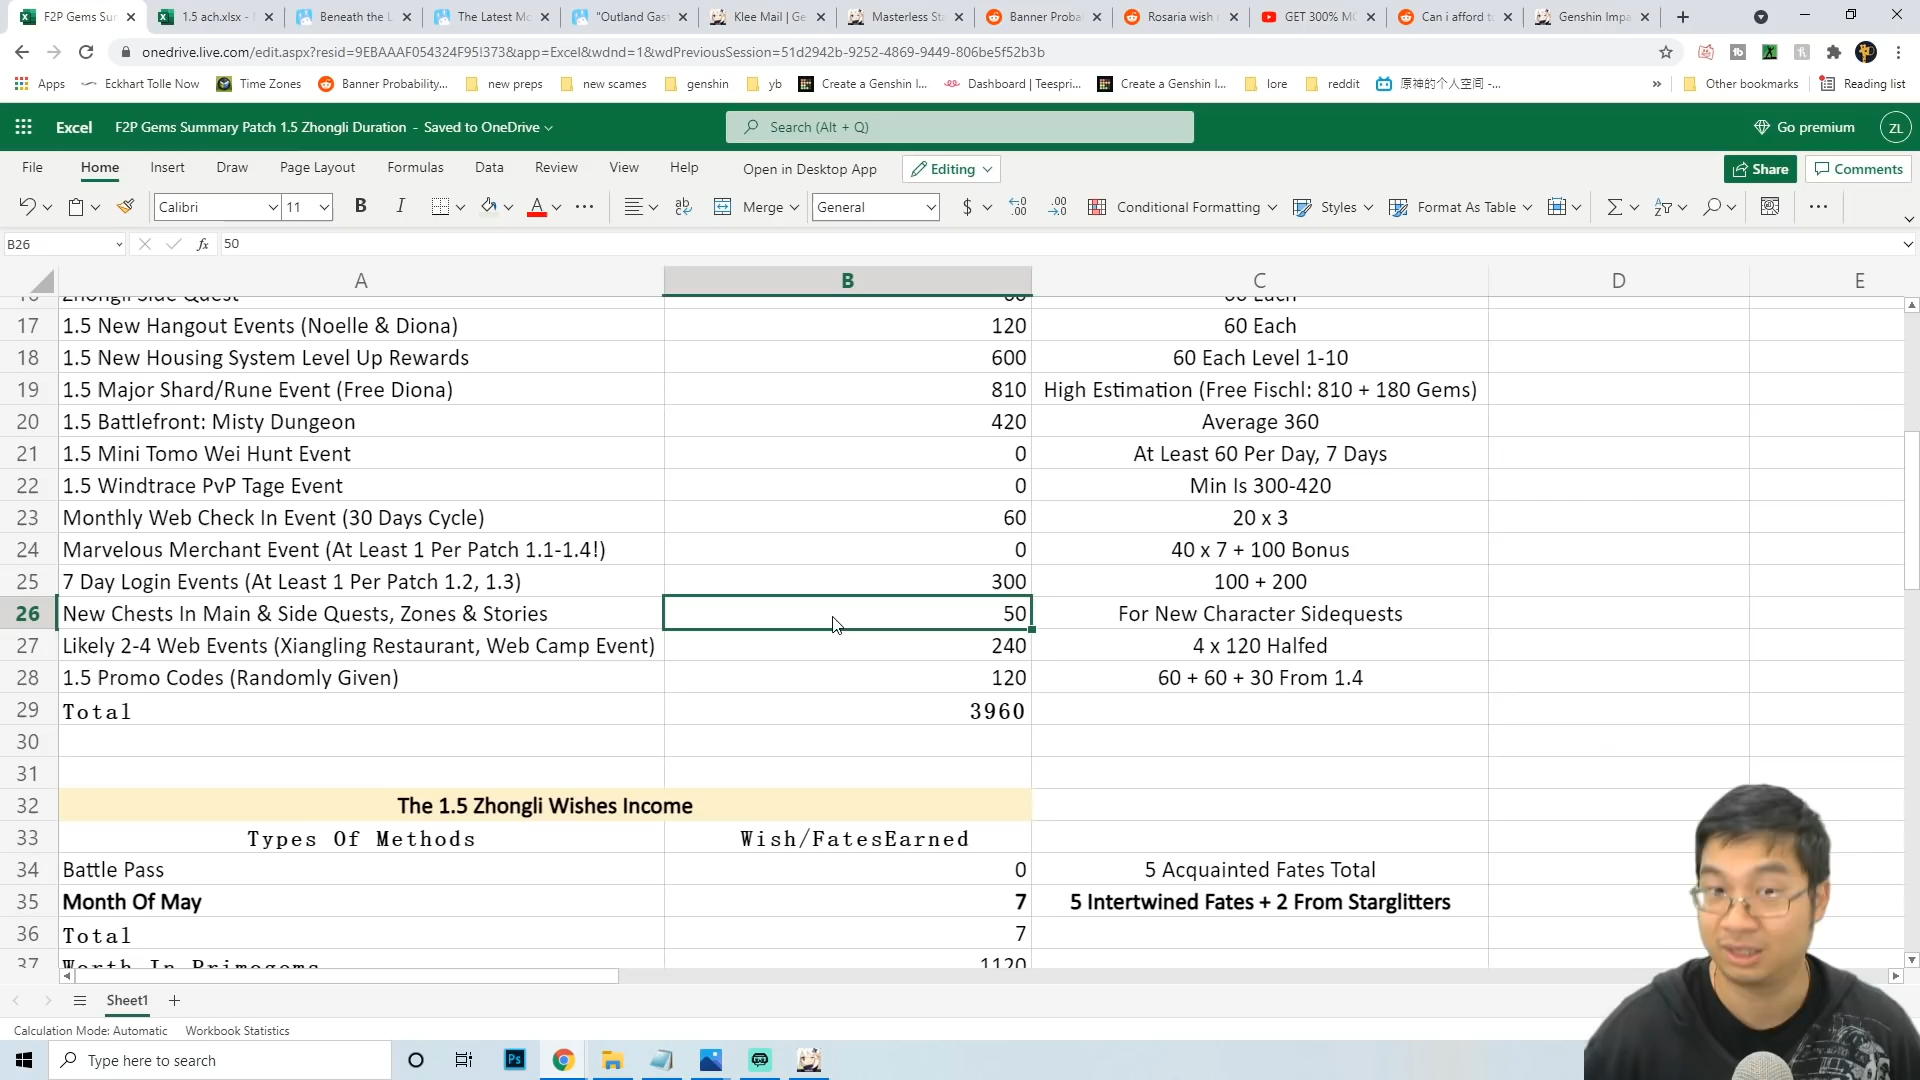 F2P Gems Sur
1.5 ach.xlsx -
Beneath the L
The Latest Mo
"Outland Gast
Klee Mail | Ge
Masterless Sta
Banner Proba
Rosaria wish r
GET 300% MO
Can i afford to
Genshin Impa
onedrive.live.com/edit.aspx?resid=9EBAAAF054324F95!373&app=Excel&wdnd=1&wdPreviousSession=51d2942b-9252-4869-9449-806be5f52b3b
Apps
Eckhart Tolle Now
Time Zones
Banner Probability...
new preps
new scames
genshin
yb
Create a Genshin I...
Dashboard | Teespri...
Create a Genshin I...
lore
reddit
原神的个人空间 -...
»
Other bookmarks
Reading list
Excel
F2P Gems Summary Patch 1.5 Zhongli Duration - Saved to OneDrive
Search (Alt + Q)
Go premium
ZL
File
Home
Insert
Draw
Page Layout
Formulas
Data
Review
View
Help
Open in Desktop App
Editing
Share
Comments
Calibri
11
B
I
A
Merge
General
$
Conditional Formatting
Styles
Format As Table
B26
fx
50
A B C D E
16 Zhongli Side Quest 60 60 Each
17 1.5 New Hangout Events (Noelle & Diona) 120 60 Each
18 1.5 New Housing System Level Up Rewards 600 60 Each Level 1-10
19 1.5 Major Shard/Rune Event (Free Diona) 810 High Estimation (Free Fischl: 810 + 180 Gems)
20 1.5 Battlefront: Misty Dungeon 420 Average 360
21 1.5 Mini Tomo Wei Hunt Event 0 At Least 60 Per Day, 7 Days
22 1.5 Windtrace PvP Tage Event 0 Min Is 300-420
23 Monthly Web Check In Event (30 Days Cycle) 60 20 x 3
24 Marvelous Merchant Event (At Least 1 Per Patch 1.1-1.4!) 0 40 x 7 + 100 Bonus
25 7 Day Login Events (At Least 1 Per Patch 1.2, 1.3) 300 100 + 200
26 New Chests In Main & Side Quests, Zones & Stories 50 For New Character Sidequests
27 Likely 2-4 Web Events (Xiangling Restaurant, Web Camp Event) 240 4 x 120 Halfed
28 1.5 Promo Codes (Randomly Given) 120 60 + 60 + 30 From 1.4
29 Total 3960
30
31
32 The 1.5 Zhongli Wishes Income
33 Types Of Methods Wish/FatesEarned
34 Battle Pass 0 5 Acquainted Fates Total
35 Month Of May 7 5 Intertwined Fates + 2 From Starglitters
36 Total 7
37 Worth In Primogems 1120
Sheet1
Calculation Mode: Automatic
Workbook Statistics
Type here to search
Ps